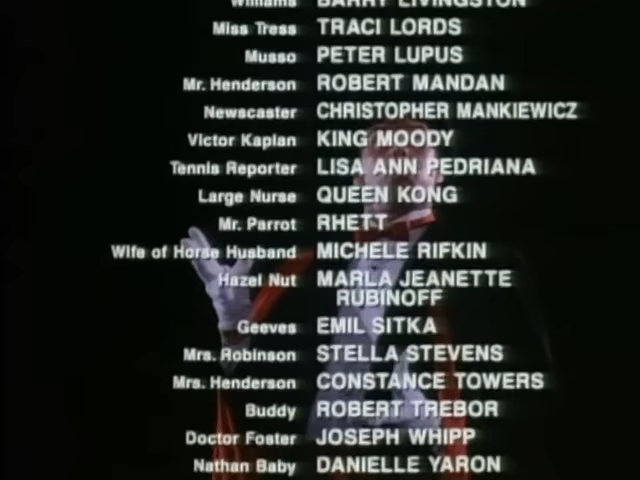 Williams BARRY LIVINGSTON
Miss Tress TRACI LORDS
Musso PETER LUPUS
Mr. Henderson ROBERT MANDAN
Newscaster CHRISTOPHER MANKIEWICZ
Victor Kaplan KING MOODY
Tennis Reporter LISA ANN PEDRIANA
Large Nurse QUEEN KONG
Mr. Parrot RHETT
Wife of Horse Husband MICHELE RIFKIN
Hazel Nut MARLA JEANETTE
RUBINOFF
Geeves EMIL SITKA
Mrs. Robinson STELLA STEVENS
Mrs. Henderson CONSTANCE TOWERS
Buddy ROBERT TREBOR
Doctor Foster JOSEPH WHIPP
Nathan Baby DANIELLE YARON